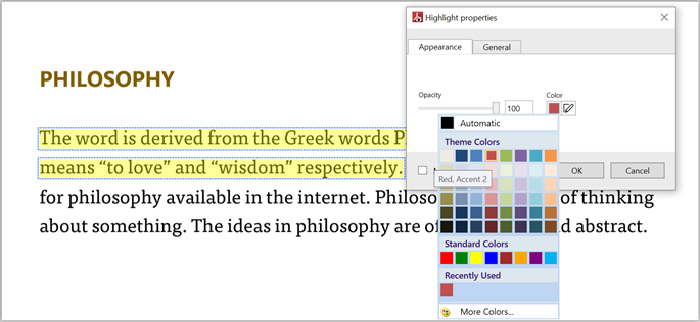 Highlight properties
Appearance
General
PHILOSOPHY
Opacity
Color
100
Automatic
The word is derived from the Greek words P
Theme Colors
means “to love” and “wisdom” respectively.
OK
Cancel
Red, Accent 2
for philosophy available in the internet. Philoso of thinking
about something. The ideas in philosophy are of d abstract.
Standard Colors
Recently Used
More Colors...